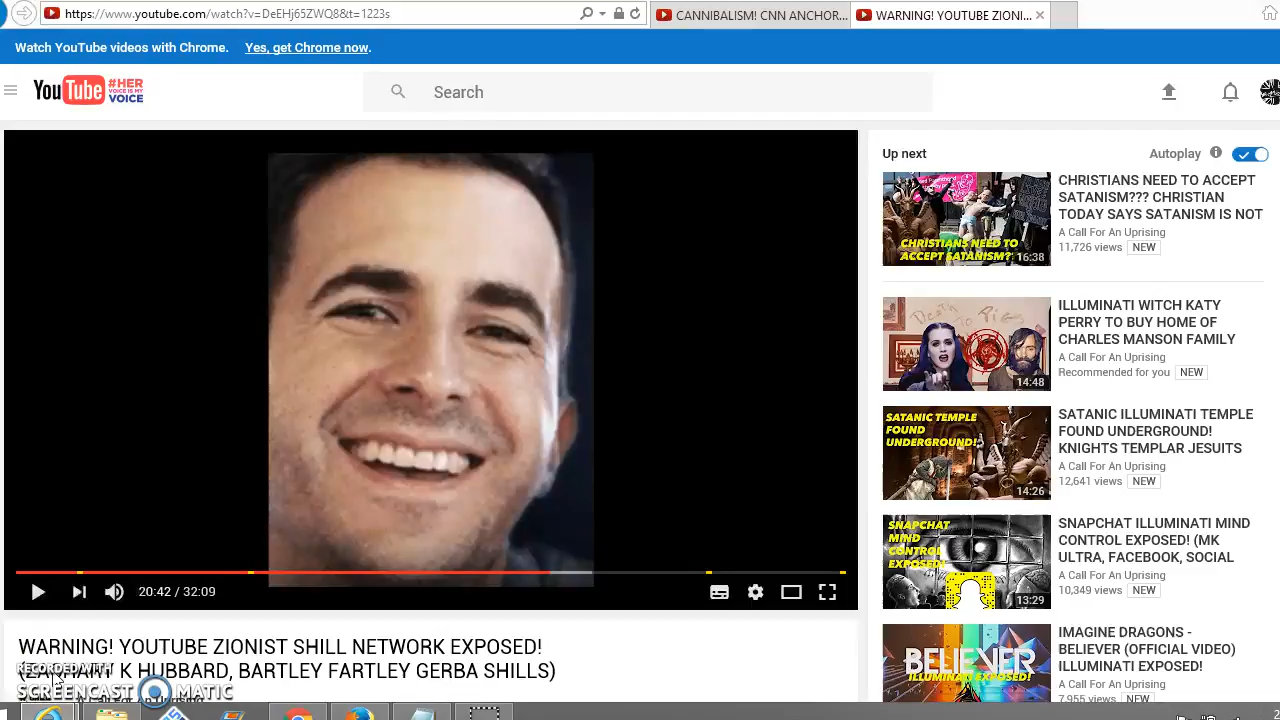 https://www.youtube.com/watch?v=DeEHj65ZWQ8&t=1223s
CANNIBALISM! CNN ANCHOR...
WARNING! YOUTUBE ZIONI...
Watch YouTube videos with Chrome. Yes, get Chrome now.
YouTube #HER VOICE IS MY VOICE
Search
Up next
Autoplay
CHRISTIANS NEED TO
ACCEPT SATANISM??
16:38
CHRISTIANS NEED TO ACCEPT
SATANISM??? CHRISTIAN
TODAY SAYS SATANISM IS NOT
A Call For An Uprising
11,726 views NEW
14:48
ILLUMINATI WITCH KATY
PERRY TO BUY HOME OF
CHARLES MANSON FAMILY
A Call For An Uprising
Recommended for you NEW
SATANIC TEMPLE
FOUND
UNDERGROUND!
14:26
SATANIC ILLUMINATI TEMPLE
FOUND UNDERGROUND!
KNIGHTS TEMPLAR JESUITS
A Call For An Uprising
12,641 views NEW
SNAPCHAT
MIND
CONTROL
EXPOSED!
13:29
SNAPCHAT ILLUMINATI MIND
CONTROL EXPOSED! (MK
ULTRA, FACEBOOK, SOCIAL
A Call For An Uprising
10,349 views NEW
BELIEVER
ILLUMINATI EXPOSED!
IMAGINE DRAGONS -
BELIEVER (OFFICIAL VIDEO)
ILLUMINATI EXPOSED!
A Call For An Uprising
7,955 views NEW
20:42 / 32:09
WARNING! YOUTUBE ZIONIST SHILL NETWORK EXPOSED!
K HUBBARD, BARTLEY FARTLEY GERBA SHILLS)
RECORDED WITH
SCREENCAST MATIC